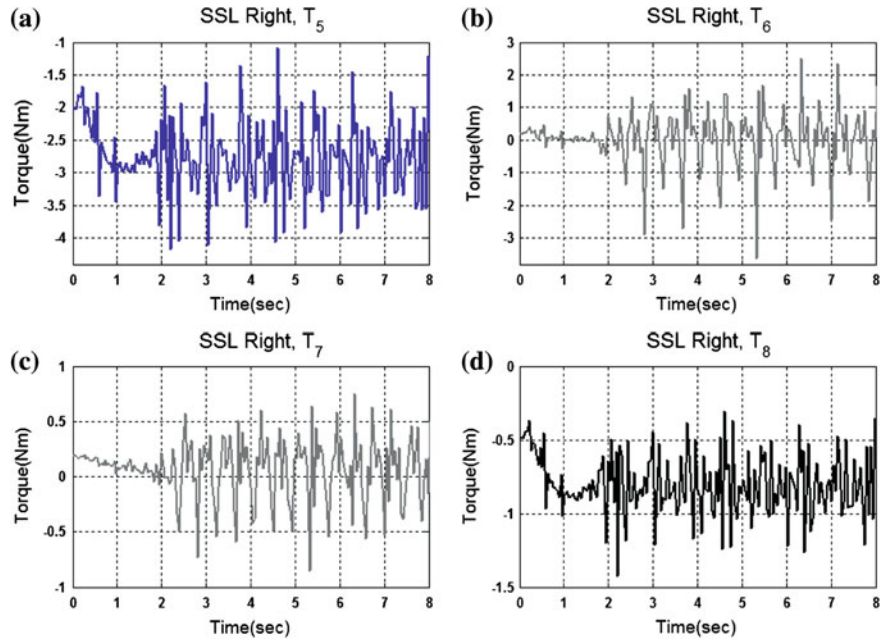 (a)
SSL Right, T5
-1
-1.5
-2
-2.5
-3
-3.5
-4
Torque(Nm)
0 1 2 3 4 5 6 7 8
Time(sec)
(b)
SSL Right, T6
3
2
1
0
-1
-2
-3
Torque(Nm)
0 1 2 3 4 5 6 7 8
Time(sec)
(c)
SSL Right, T7
1
0.5
0
-0.5
-1
Torque(Nm)
0 1 2 3 4 5 6 7 8
Time(sec)
(d)
SSL Right, T8
0
-0.5
-1
-1.5
Torque(Nm)
0 1 2 3 4 5 6 7 8
Time(sec)